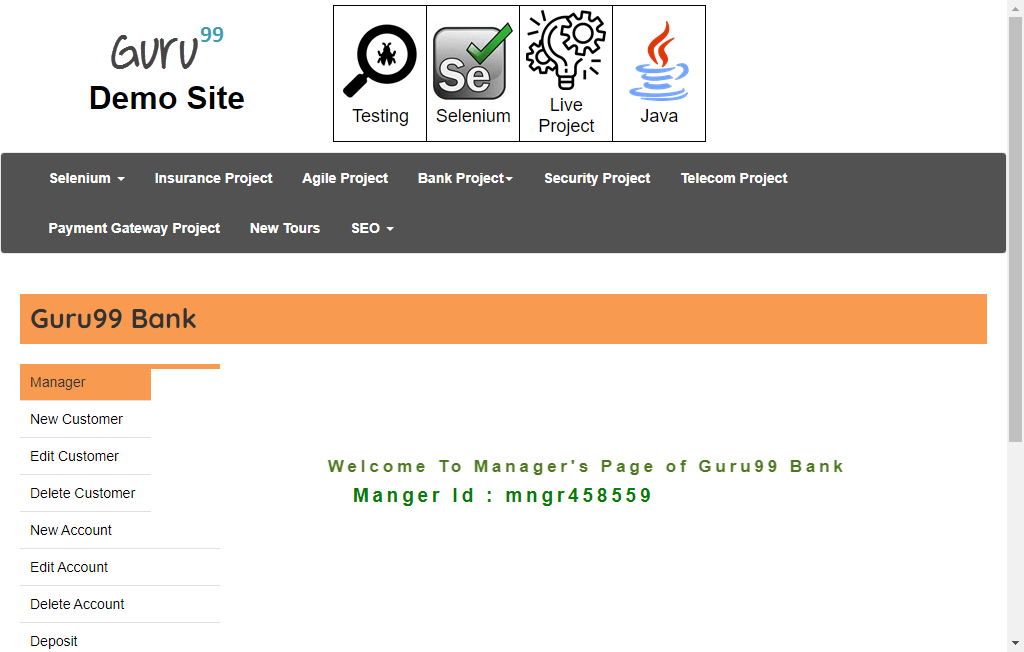 Guru99
Demo Site
Testing
Se
Selenium
Live
Project
Java
Selenium
Insurance Project
Agile Project
Bank Project
Security Project
Telecom Project
Payment Gateway Project
New Tours
SEO
Guru99 Bank
Manager
New Customer
Edit Customer
Delete Customer
New Account
Edit Account
Delete Account
Deposit
Welcome To Manager's Page of Guru99 Bank
Manger Id : mngr458559